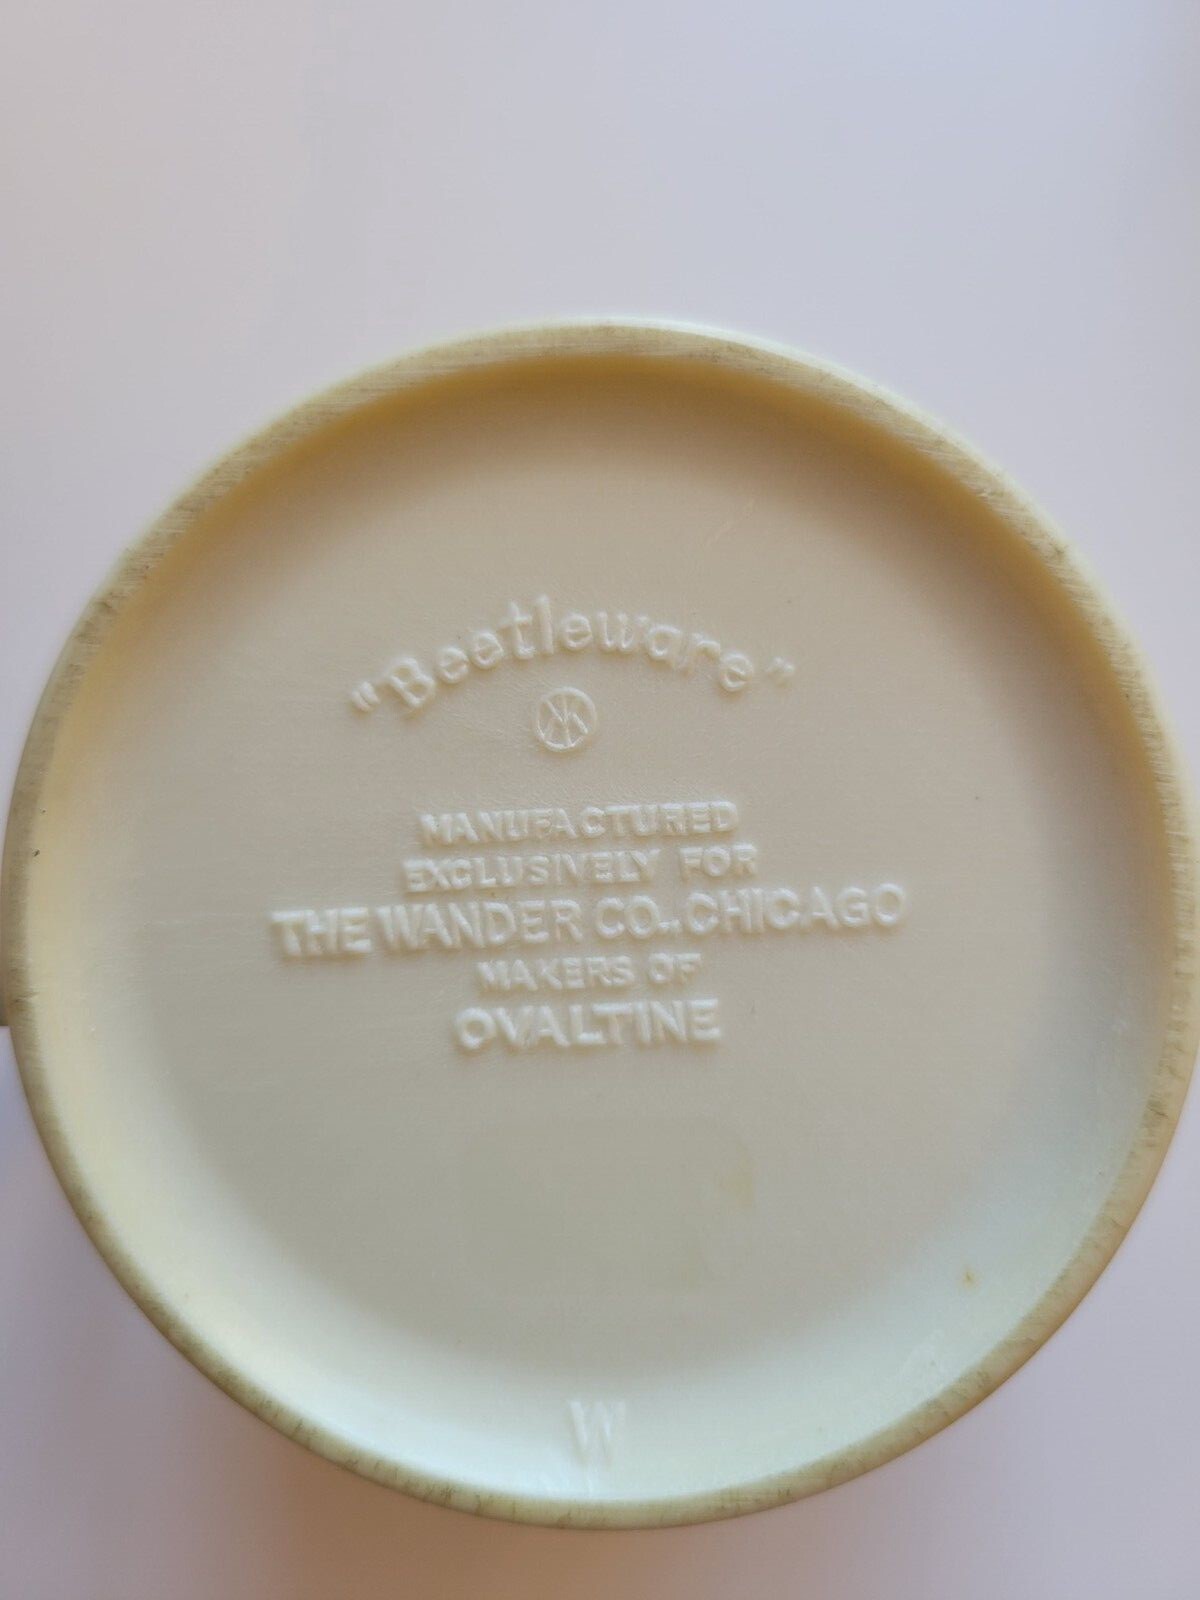 "Beetleware"
MANUFACTURED
EXCLUSIVELY FOR
THE WANDER CO., CHICAGO
MAKERS OF
OVALTINE
W